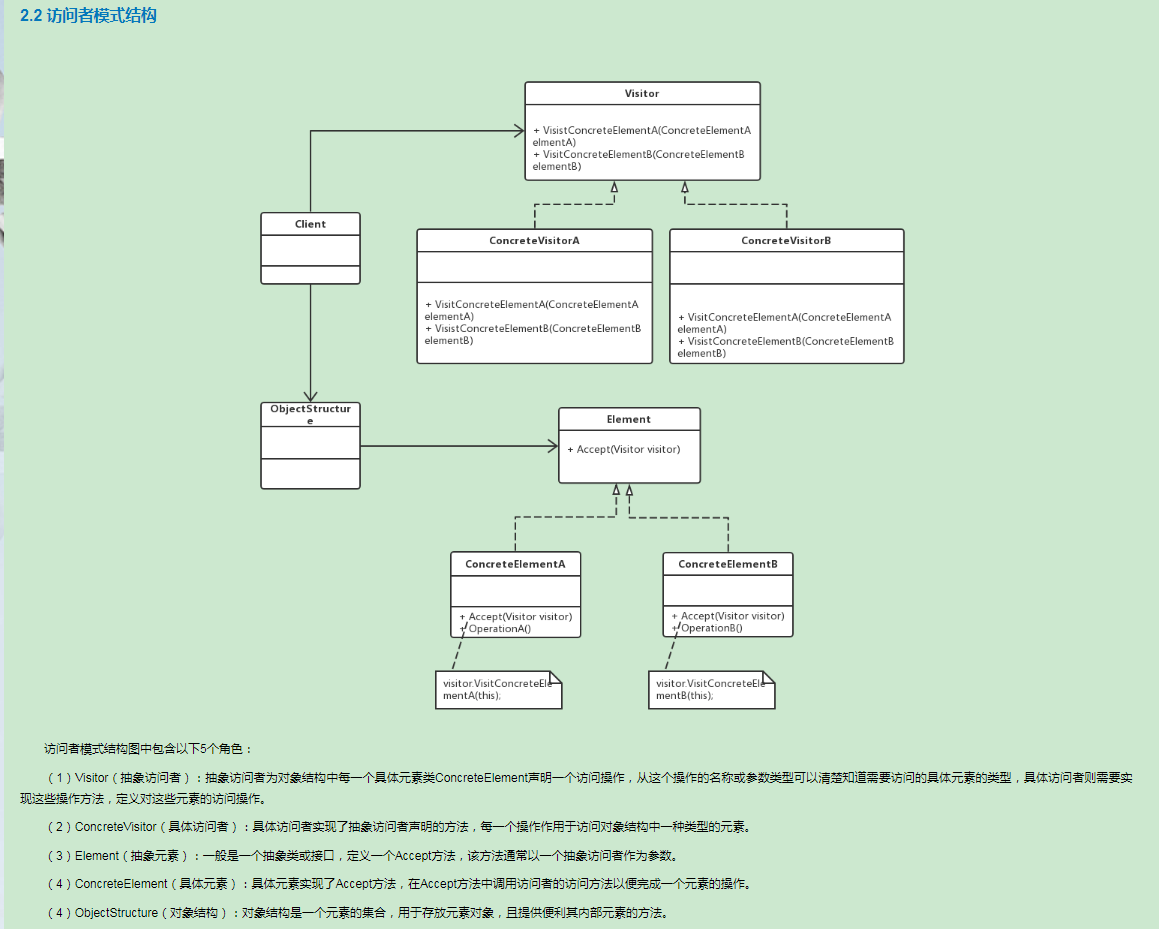 2.2 访问者模式结构
Visitor
+ VisistConcreteElementA(ConcreteElementA
elmentA)
+ VisitConcreteElementB(ConcreteElementB
elementB)
Client
ConcreteVisitorA
+ VisitConcreteElementA(ConcreteElementA
elementA)
+ VisistConcreteElementB(ConcreteElementB
elementB)
ConcreteVisitorB
+ VisitConcreteElementA(ConcreteElementA
elementA)
+ VisistConcreteElementB(ConcreteElementB
elementB)
ObjectStructur
e
Element
+ Accept(Visitor visitor)
ConcreteElementA
+ Accept(Visitor visitor)
+ OperationA()
ConcreteElementB
+ Accept(Visitor visitor)
+ OperationB()
visitor.VisitConcreteEle
mentA(this);
visitor.VisitConcreteEle
mentB(this);
访问者模式结构图中包含以下5个角色：
（1）Visitor（抽象访问者）：抽象访问者为对象结构中每一个具体元素类ConcreteElement声明一个访问操作，从这个操作的名称或参数类型可以清楚知道需要访问的具体元素的类型，具体访问者则需要实
现这些操作方法，定义对这些元素的访问操作。
（2）ConcreteVisitor（具体访问者）：具体访问者实现了抽象访问者声明的方法，每一个操作作用于访问对象结构中一种类型的元素。
（3）Element（抽象元素）：一般是一个抽象类或接口，定义一个Accept方法，该方法通常以一个抽象访问者作为参数。
（4）ConcreteElement（具体元素）：具体元素实现了Accept方法，在Accept方法中调用访问者的访问方法以便完成一个元素的操作。
（4）ObjectStructure（对象结构）：对象结构是一个元素的集合，用于存放元素对象，且提供便利其内部元素的方法。